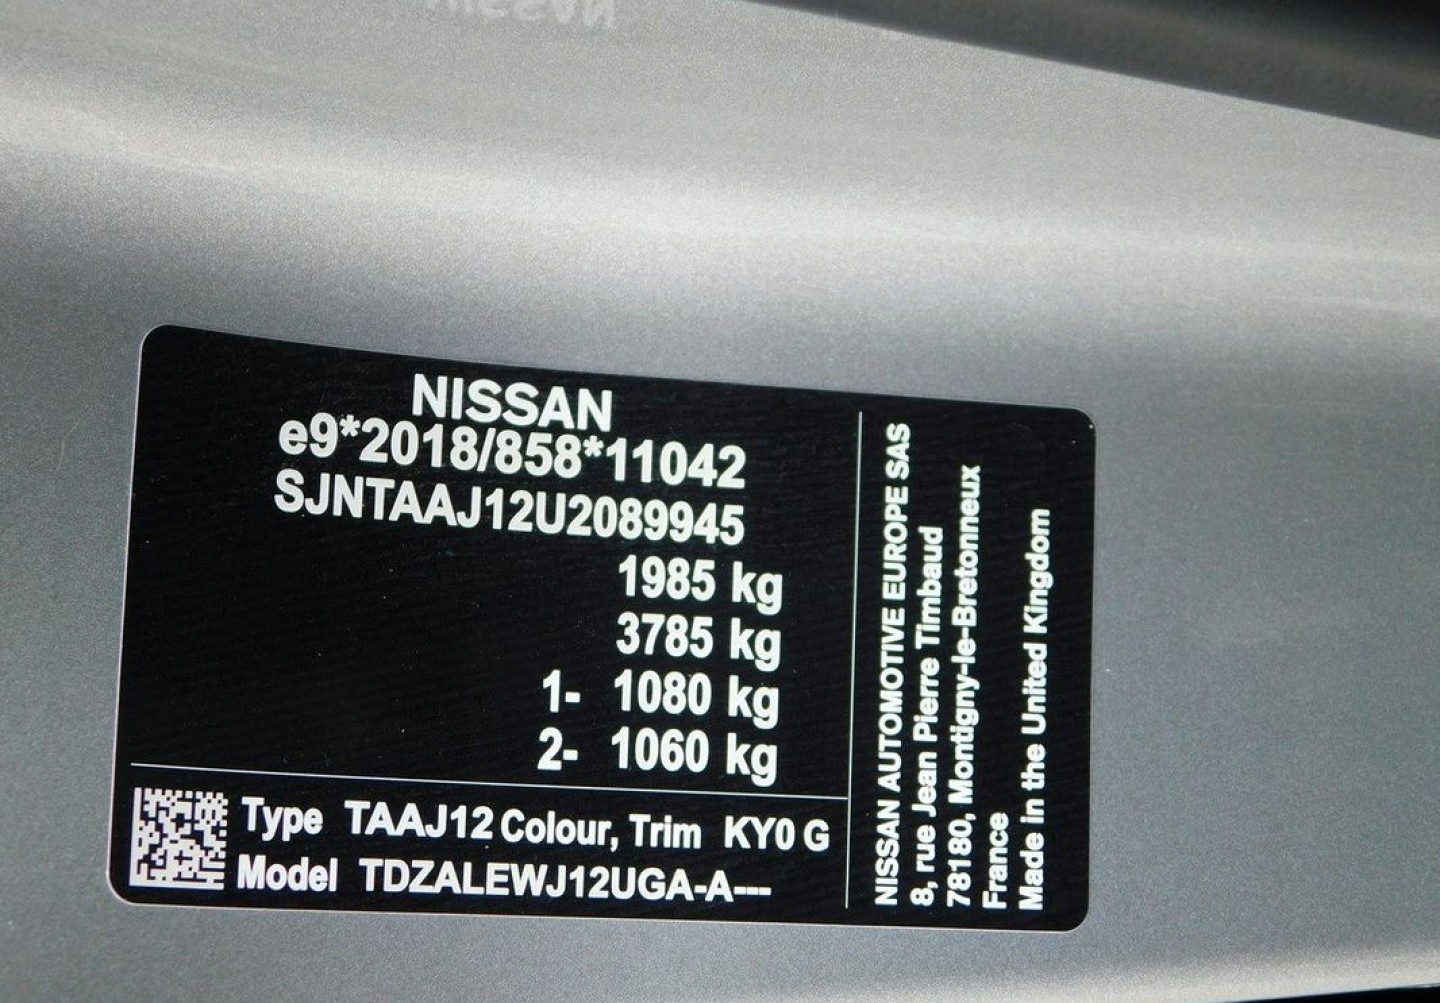 NISSAN
e9*2018/858*11042
SJNTAAJ12U2089945
1985 kg
3785 kg
1- 1080 kg
2- 1060 kg
Type TAAJ12 Colour, Trim KY0 G
Model TDZALEWJ12UGA-A---
NISSAN AUTOMOTIVE EUROPE SAS
8, rue Jean Pierre Timbaud
78180, Montigny-le-Bretonneux
France
Made in the United Kingdom